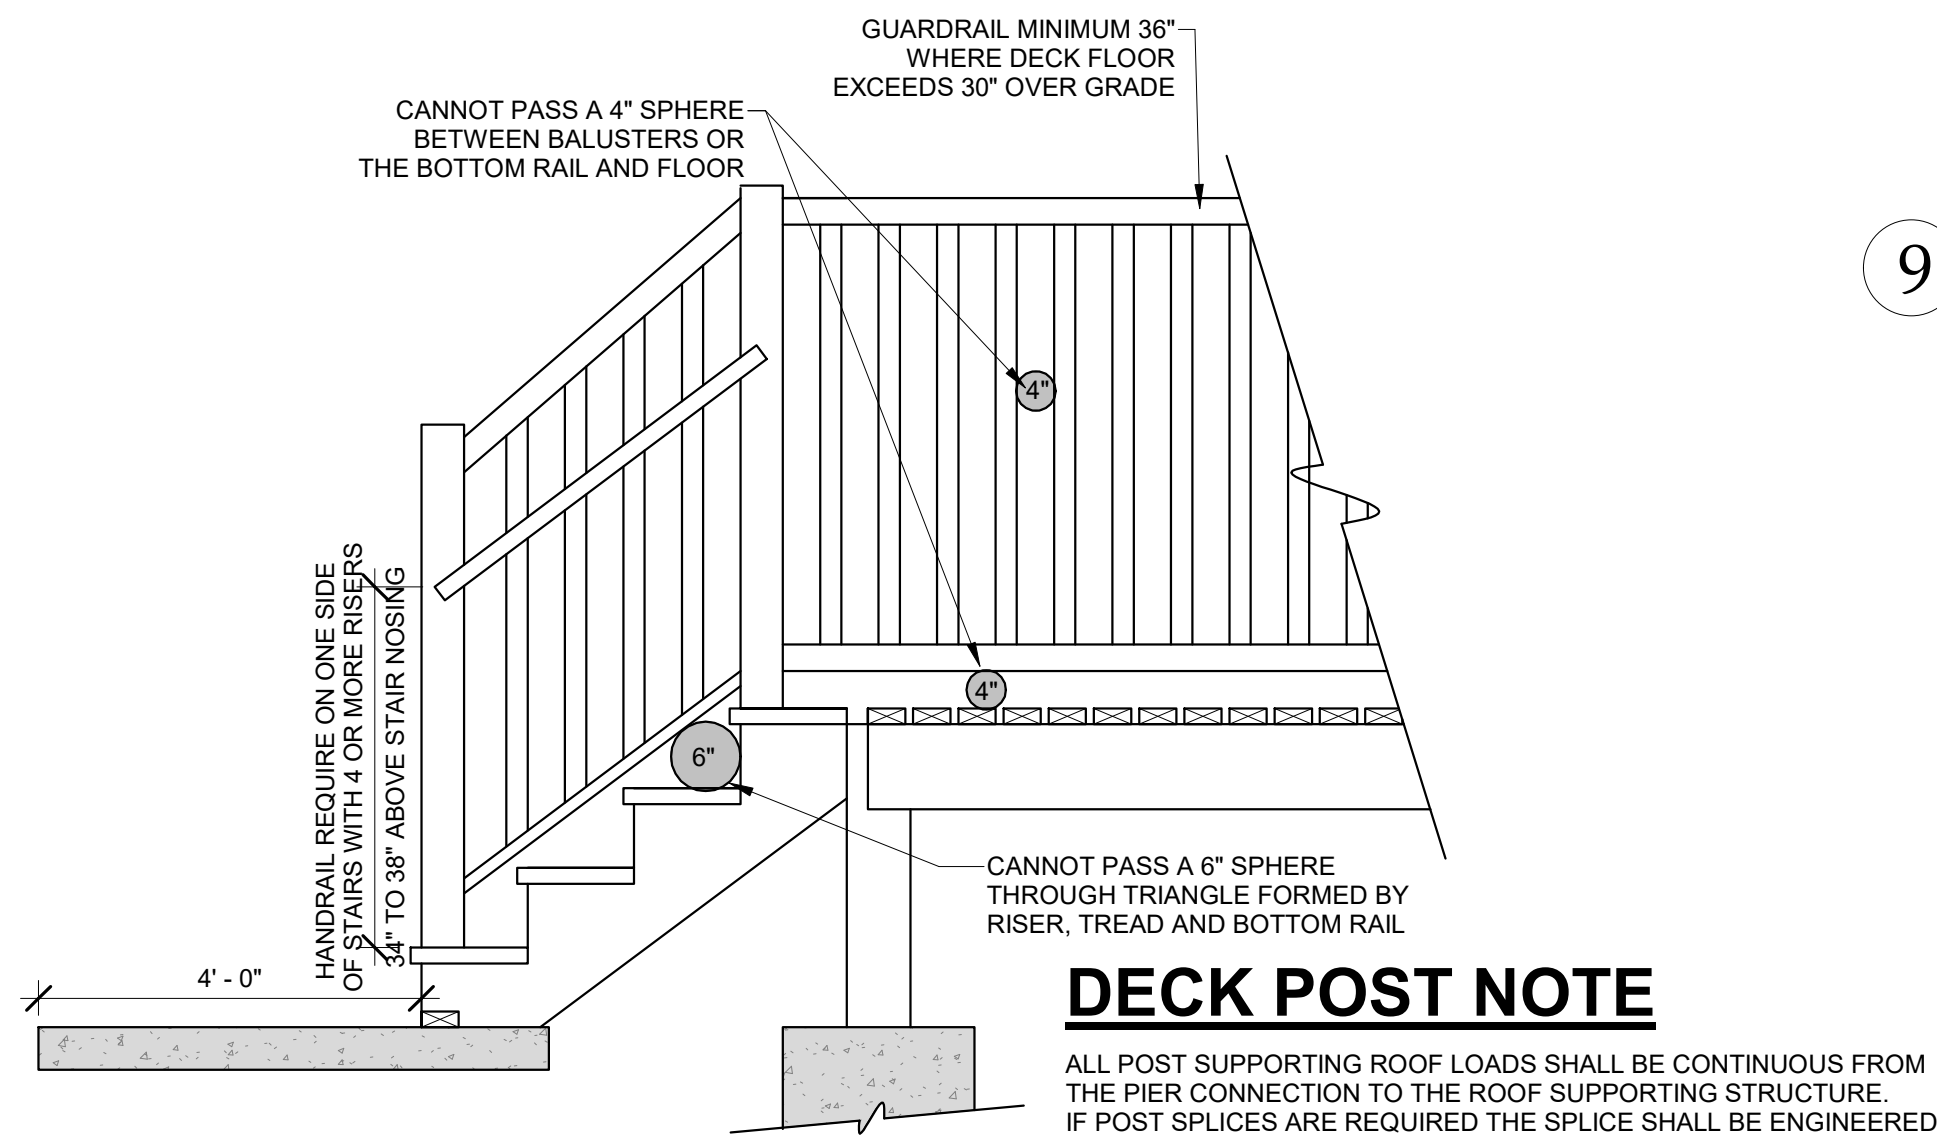 GUARDRAIL MINIMUM 36"
WHERE DECK FLOOR
EXCEEDS 30" OVER GRADE
CANNOT PASS A 4" SPHERE
BETWEEN BALUSTERS OR
THE BOTTOM RAIL AND FLOOR
9
4"
4"
6"
HANDRAIL REQUIRE ON ONE SIDE
OF STAIRS WITH 4 OR MORE RISERS
34" TO 38" ABOVE STAIR NOSING
CANNOT PASS A 6" SPHERE
THROUGH TRIANGLE FORMED BY
RISER, TREAD AND BOTTOM RAIL
4' - 0"
DECK POST NOTE
ALL POST SUPPORTING ROOF LOADS SHALL BE CONTINUOUS FROM
THE PIER CONNECTION TO THE ROOF SUPPORTING STRUCTURE.
IF POST SPLICES ARE REQUIRED THE SPLICE SHALL BE ENGINEERED